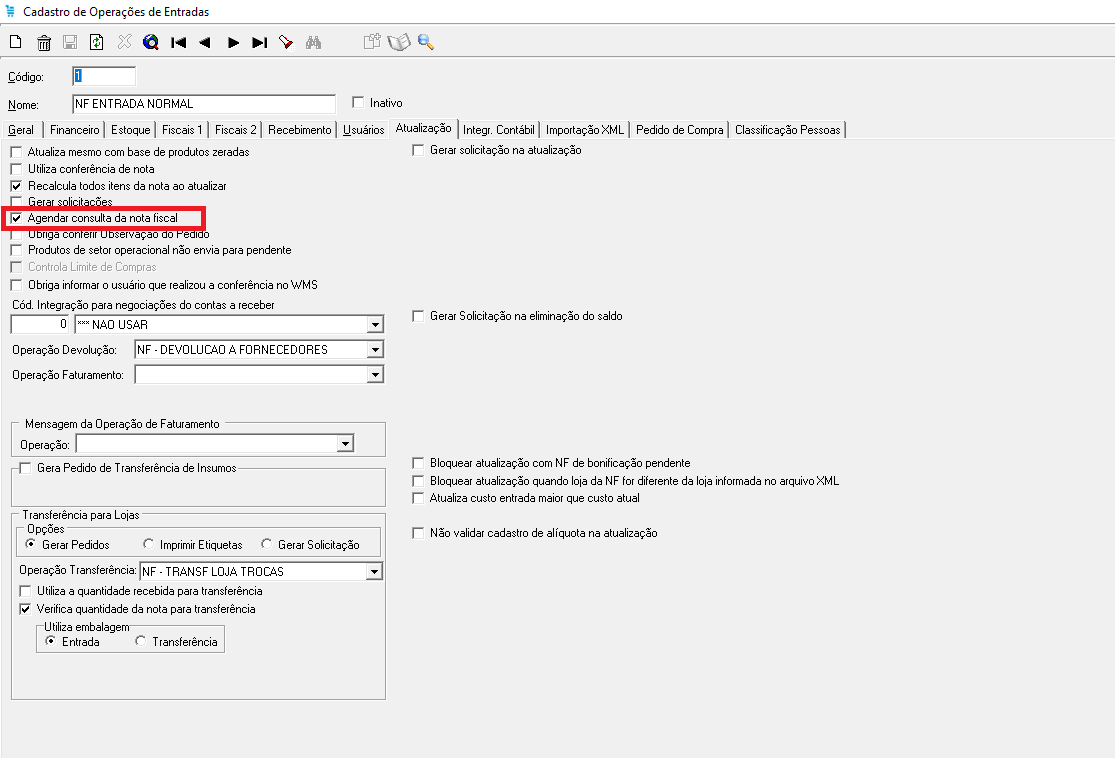 Cadastro de Operações de Entradas
Código: 1
Nome: NF ENTRADA NORMAL Inativo
Geral Financeiro Estoque Fiscais 1 Fiscais 2 Recebimento Usuários Atualização Integr. Contábil Importação XML Pedido de Compra Classificação Pessoas
Atualiza mesmo com base de produtos zeradas
Gerar solicitação na atualização
Utiliza conferência de nota
Recalcula todos itens da nota ao atualizar
Gerar solicitações
Agendar consulta da nota fiscal
Obriga conferir Observação do Pedido
Produtos de setor operacional não envia para pendente
Controla Limite de Compras
Obriga informar o usuário que realizou a conferência no WMS
Cód. Integração para negociações do contas a receber
0 *** NAO USAR
Gerar Solicitação na eliminação do saldo
Operação Devolução: NF - DEVOLUCAO A FORNECEDORES
Operação Faturamento:
Mensagem da Operação de Faturamento
Operação:
Gera Pedido de Transferência de Insumos
Bloquear atualização com NF de bonificação pendente
Bloquear atualização quando loja da NF for diferente da loja informada no arquivo XML
Atualiza custo entrada maior que custo atual
Não validar cadastro de alíquota na atualização
Transferência para Lojas
Opções
Gerar Pedidos Imprimir Etiquetas Gerar Solicitação
Operação Transferência: NF - TRANSF LOJA TROCAS
Utiliza a quantidade recebida para transferência
Verifica quantidade da nota para transferência
Utiliza embalagem
Entrada Transferência